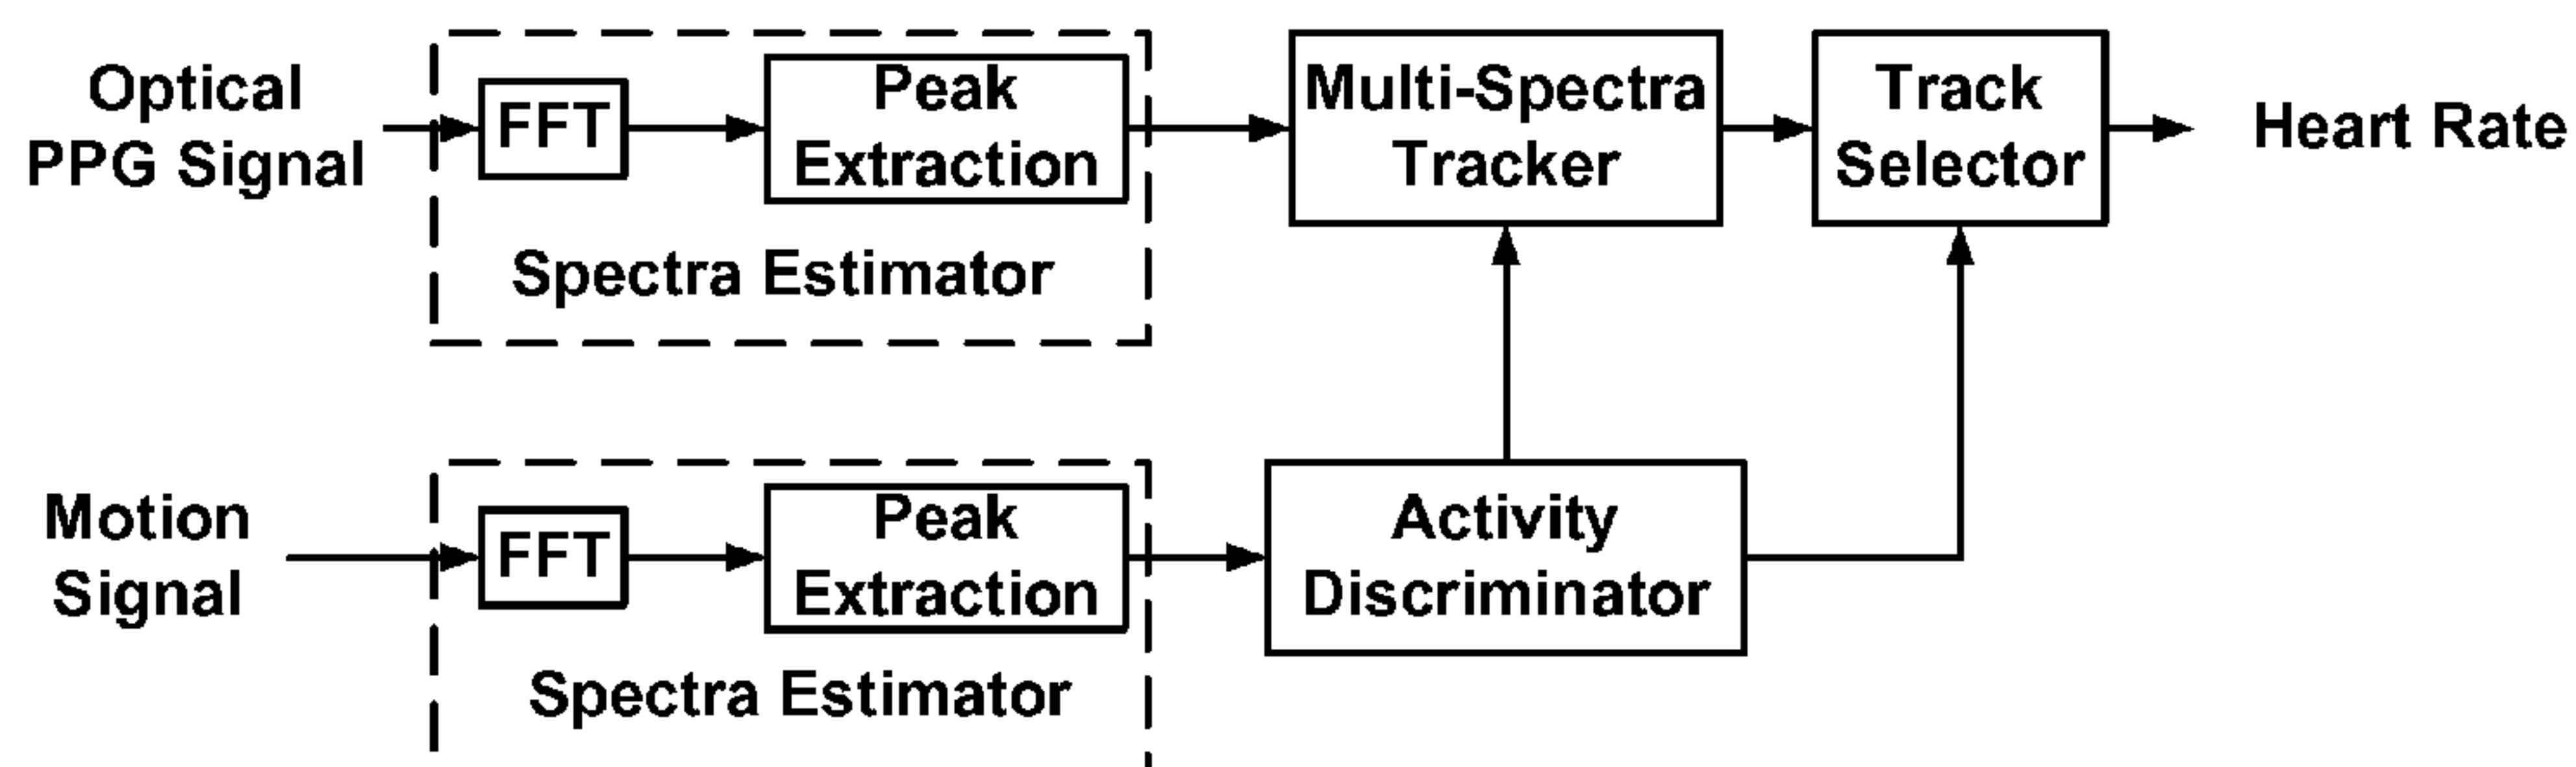 Optical
PPG Signal
FFT
Peak
Extraction
Spectra Estimator
Multi-Spectra
Tracker
Track
Selector
Heart Rate
Motion
Signal
FFT
Peak
Extraction
Spectra Estimator
Activity
Discriminator